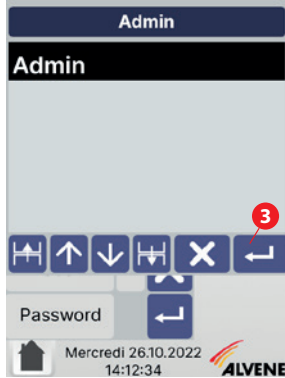 Admin
Admin
3
Password
Mercredi 26.10.2022
14:12:34
ALVENE